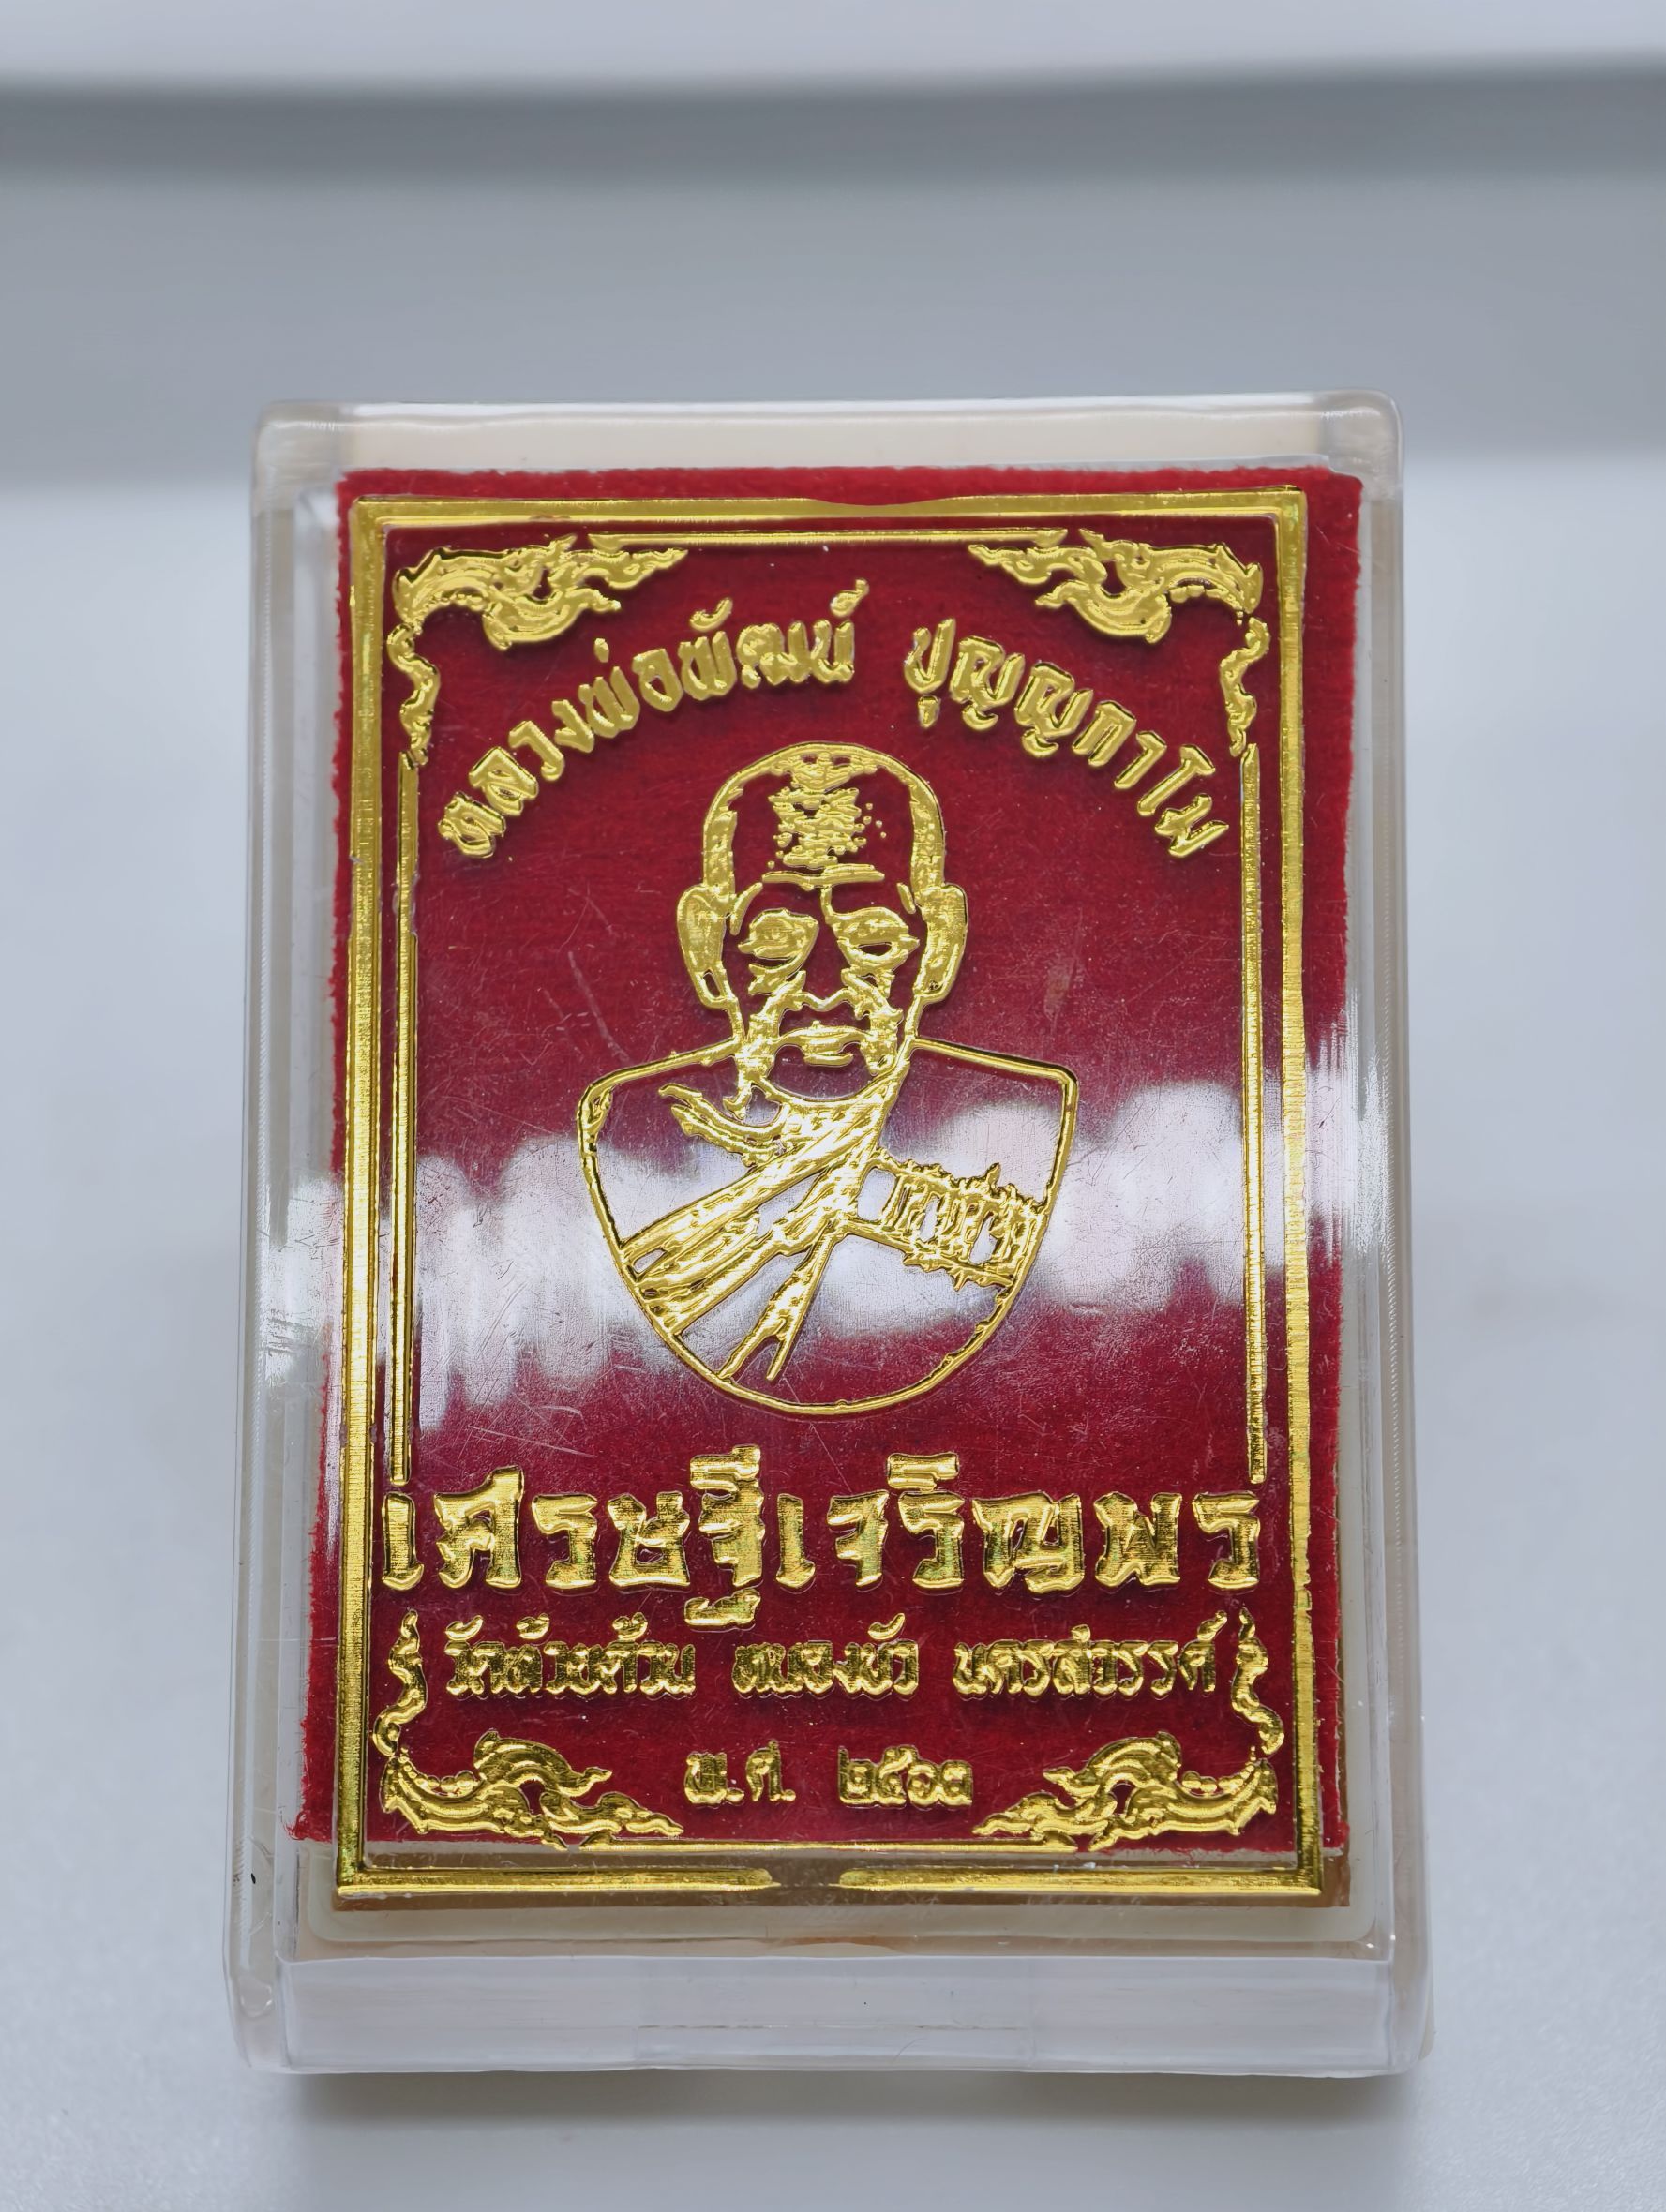 หลวงพ่อพัฒน์ ปุญญกาโม
เศรษฐีเจริญพร
วัดห้วยด้วน หนองบัว นครสวรรค์
พ.ศ. ๒๕๖๓